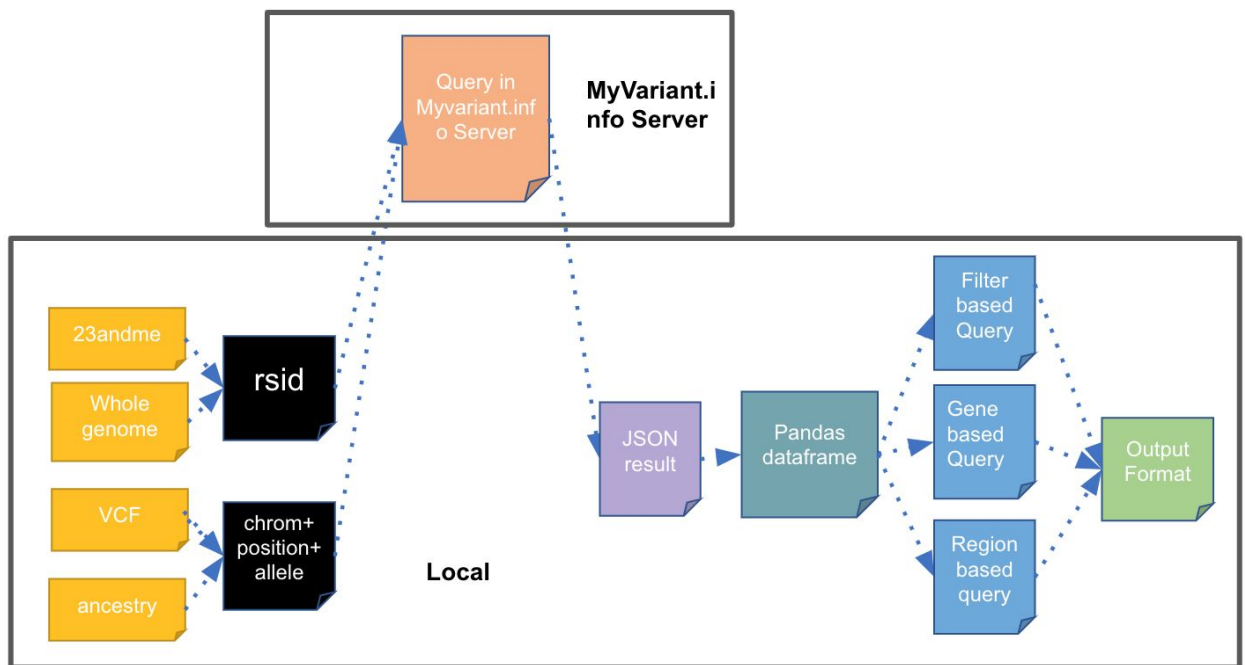 Query in
Myvariant.inf
o Server
MyVariant.i
nfo Server
23andme
Whole
genome
rsid
VCF
ancestry
chrom+
position+
allele
Local
JSON
result
Pandas
dataframe
Filter
based
Query
Gene
based
Query
Region
based
query
Output
Format